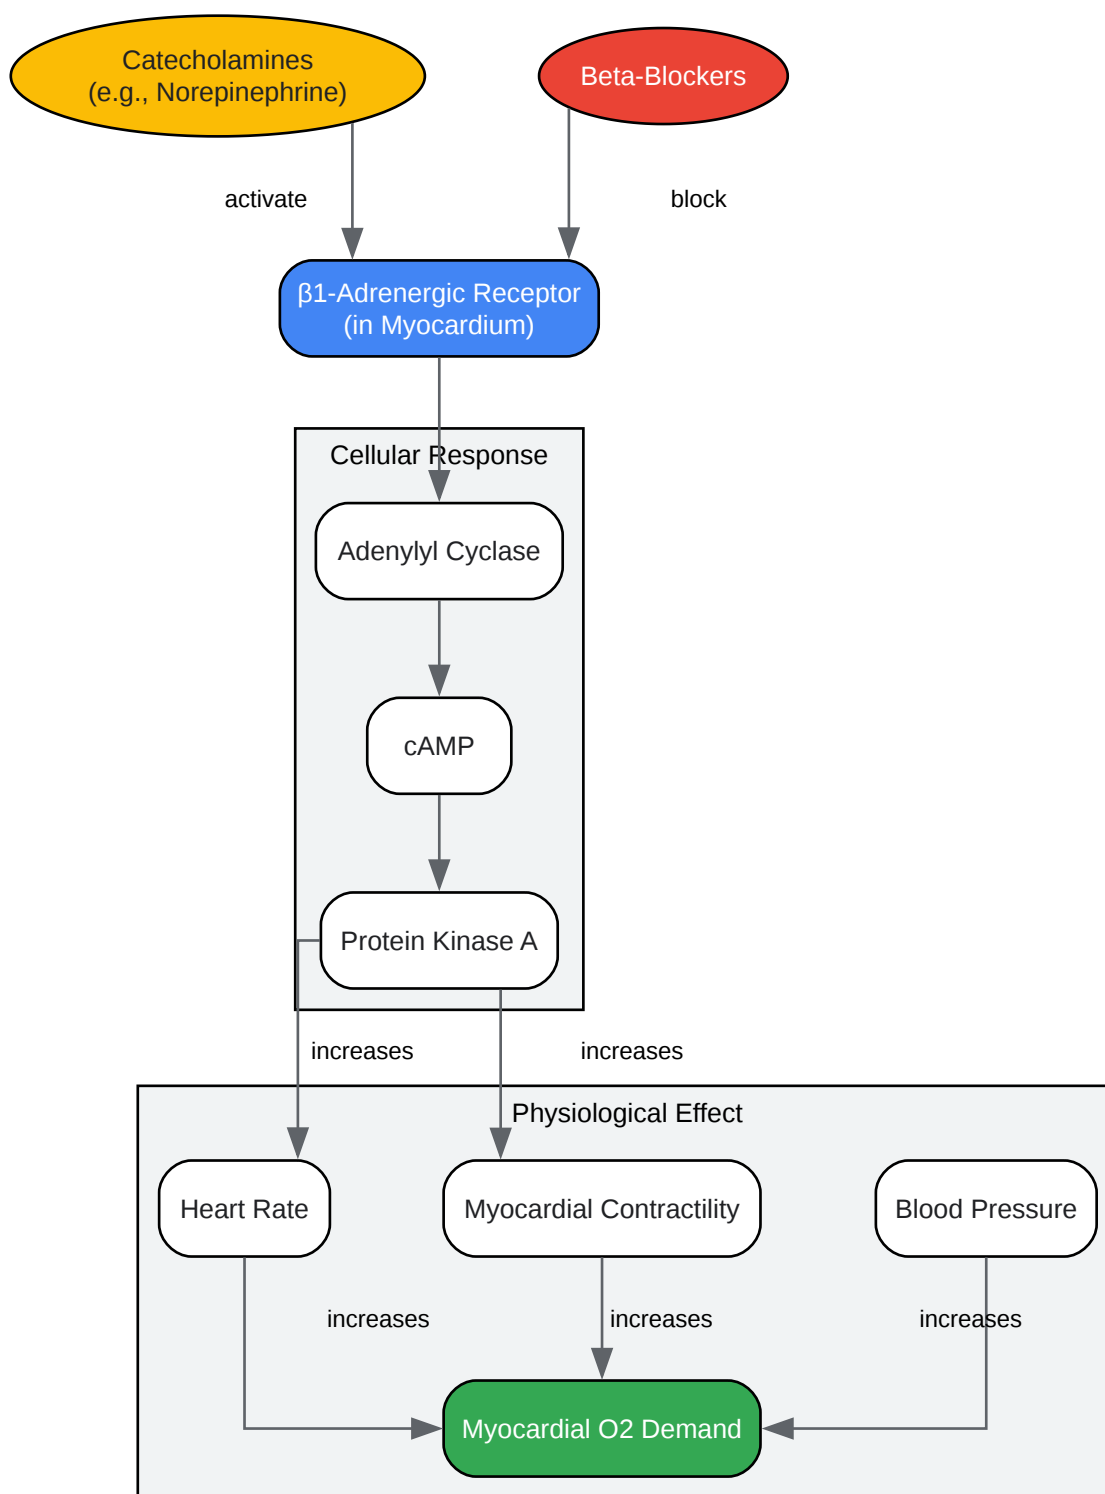 Catecholamines
(e.g., Norepinephrine)
Beta-Blockers
activate
block
β1-Adrenergic Receptor
(in Myocardium)
Cellular Response
Adenylyl Cyclase
cAMP
Protein Kinase A
increases
increases
Physiological Effect
Heart Rate
Myocardial Contractility
Blood Pressure
increases
increases
increases
Myocardial O2 Demand